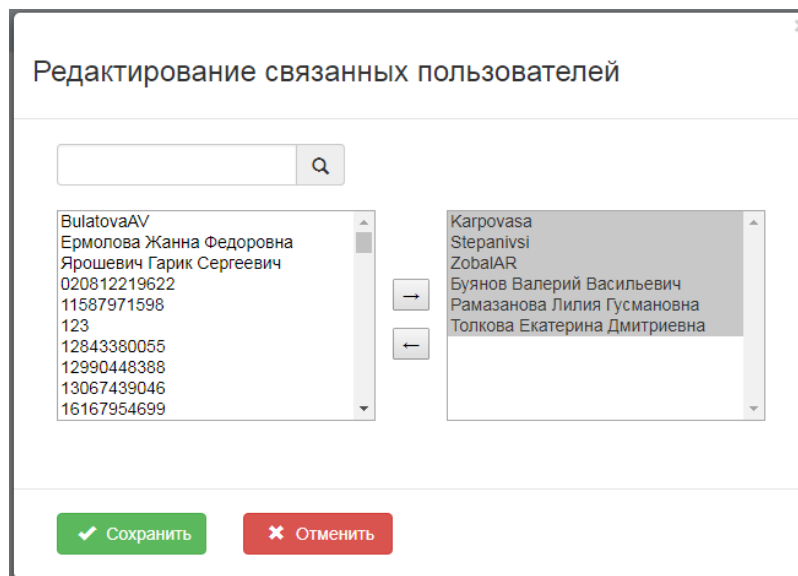 Редактирование связанных пользователей
BulatovaAV
Ермолова Жанна Федоровна
Ярошевич Гарик Сергеевич
020812219622
11587971598
123
12843380055
12990448388
13067439046
16167954699
→
←
Karpovasa
Stepanivsi
ZobalAR
Буянов Валерий Васильевич
Рамазанова Лилия Гусмановна
Толкова Екатерина Дмитриевна
Сохранить
Отменить